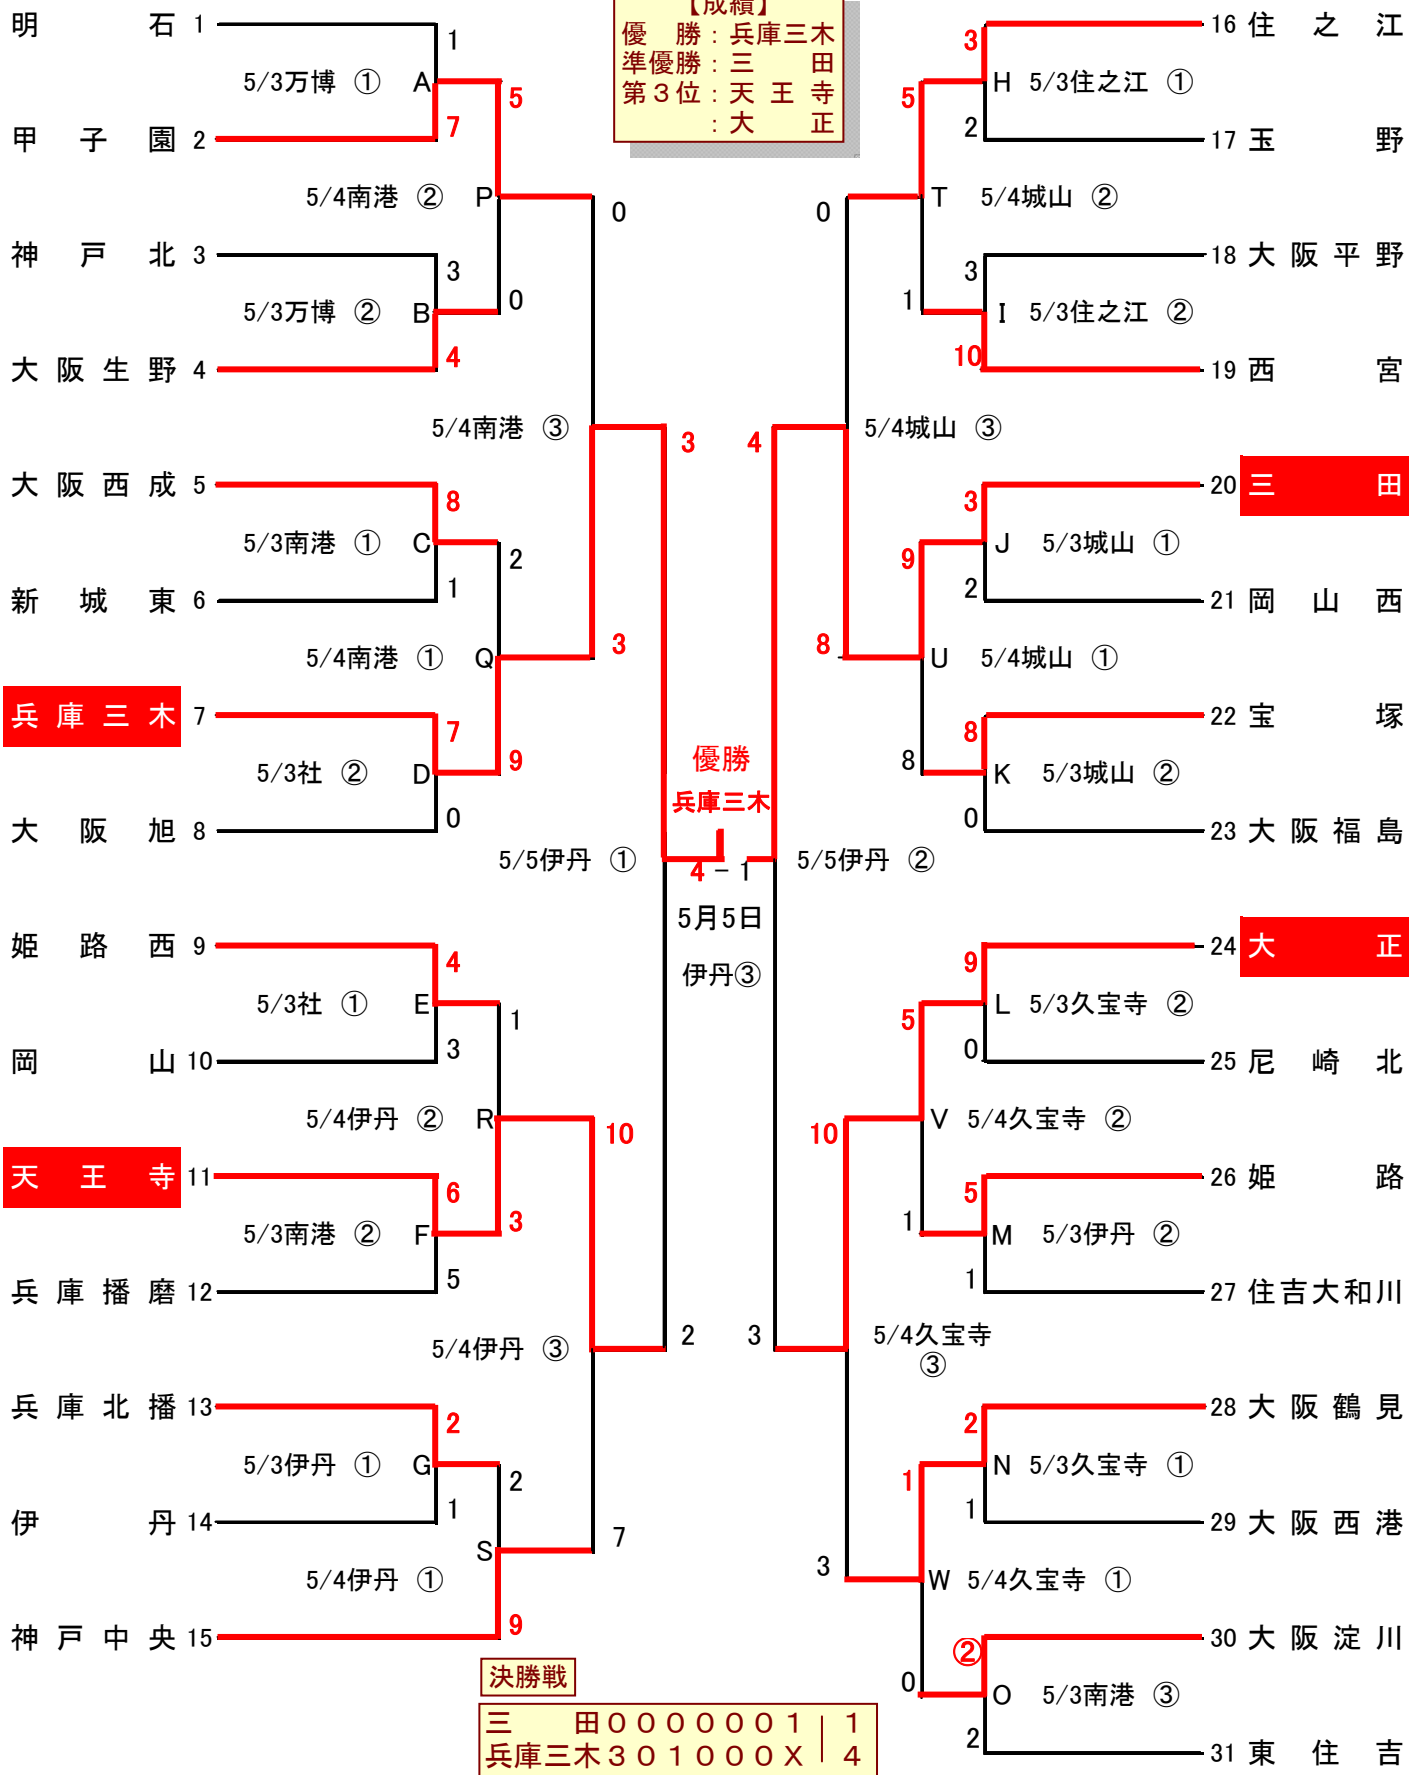 【成績】
優　勝：兵庫三木
準優勝：三　　田
第３位：天 王 寺
：大　　正
明　　石 1
1
5/3万博 ① A
7
甲 子 園 2
5
5/4南港 ② P
0
神 戸 北 3
3
5/3万博 ② B
4
大阪生野 4
0
5/4南港 ③
3
大阪西成 5
8
5/3南港 ① C
1
新 城 東 6
2
5/4南港 ① Q
9
3
兵庫三木 7
7
5/3社 ② D
0
大 阪 旭 8
5/5伊丹 ①
姫 路 西 9
4
5/3社 ① E
3
岡　　山 10
1
5/4伊丹 ② R
3
10
天 王 寺 11
6
5/3南港 ② F
5
兵庫播磨 12
5/4伊丹 ③
2
兵庫北播 13
2
5/3伊丹 ① G
1
伊　　丹 14
2
5/4伊丹 ① S
9
7
神戸中央 15
優勝
兵庫三木
4 − 1
5月5日
伊丹③
16 住 之 江
3
H 5/3住之江 ①
2
17 玉　　野
5
T 5/4城山 ②
1
0
18 大阪平野
3
I 5/3住之江 ②
10
19 西　　宮
4
5/4城山 ③
20 三　　田
3
J 5/3城山 ①
2
21 岡 山 西
9
U 5/4城山 ①
8
8
22 宝　　塚
8
K 5/3城山 ②
0
23 大阪福島
5/5伊丹 ②
24 大　　正
9
L 5/3久宝寺 ②
0
25 尼 崎 北
5
V 5/4久宝寺 ②
1
10
26 姫　　路
5
M 5/3伊丹 ②
1
27 住吉大和川
3
5/4久宝寺
③
28 大阪鶴見
2
N 5/3久宝寺 ①
1
29 大阪西港
1
W 5/4久宝寺 ①
0
3
30 大阪淀川
②
O 5/3南港 ③
2
31 東 住 吉
決勝戦
三　　田０００００００１｜１
兵庫三木３０１０００Ｘ｜４